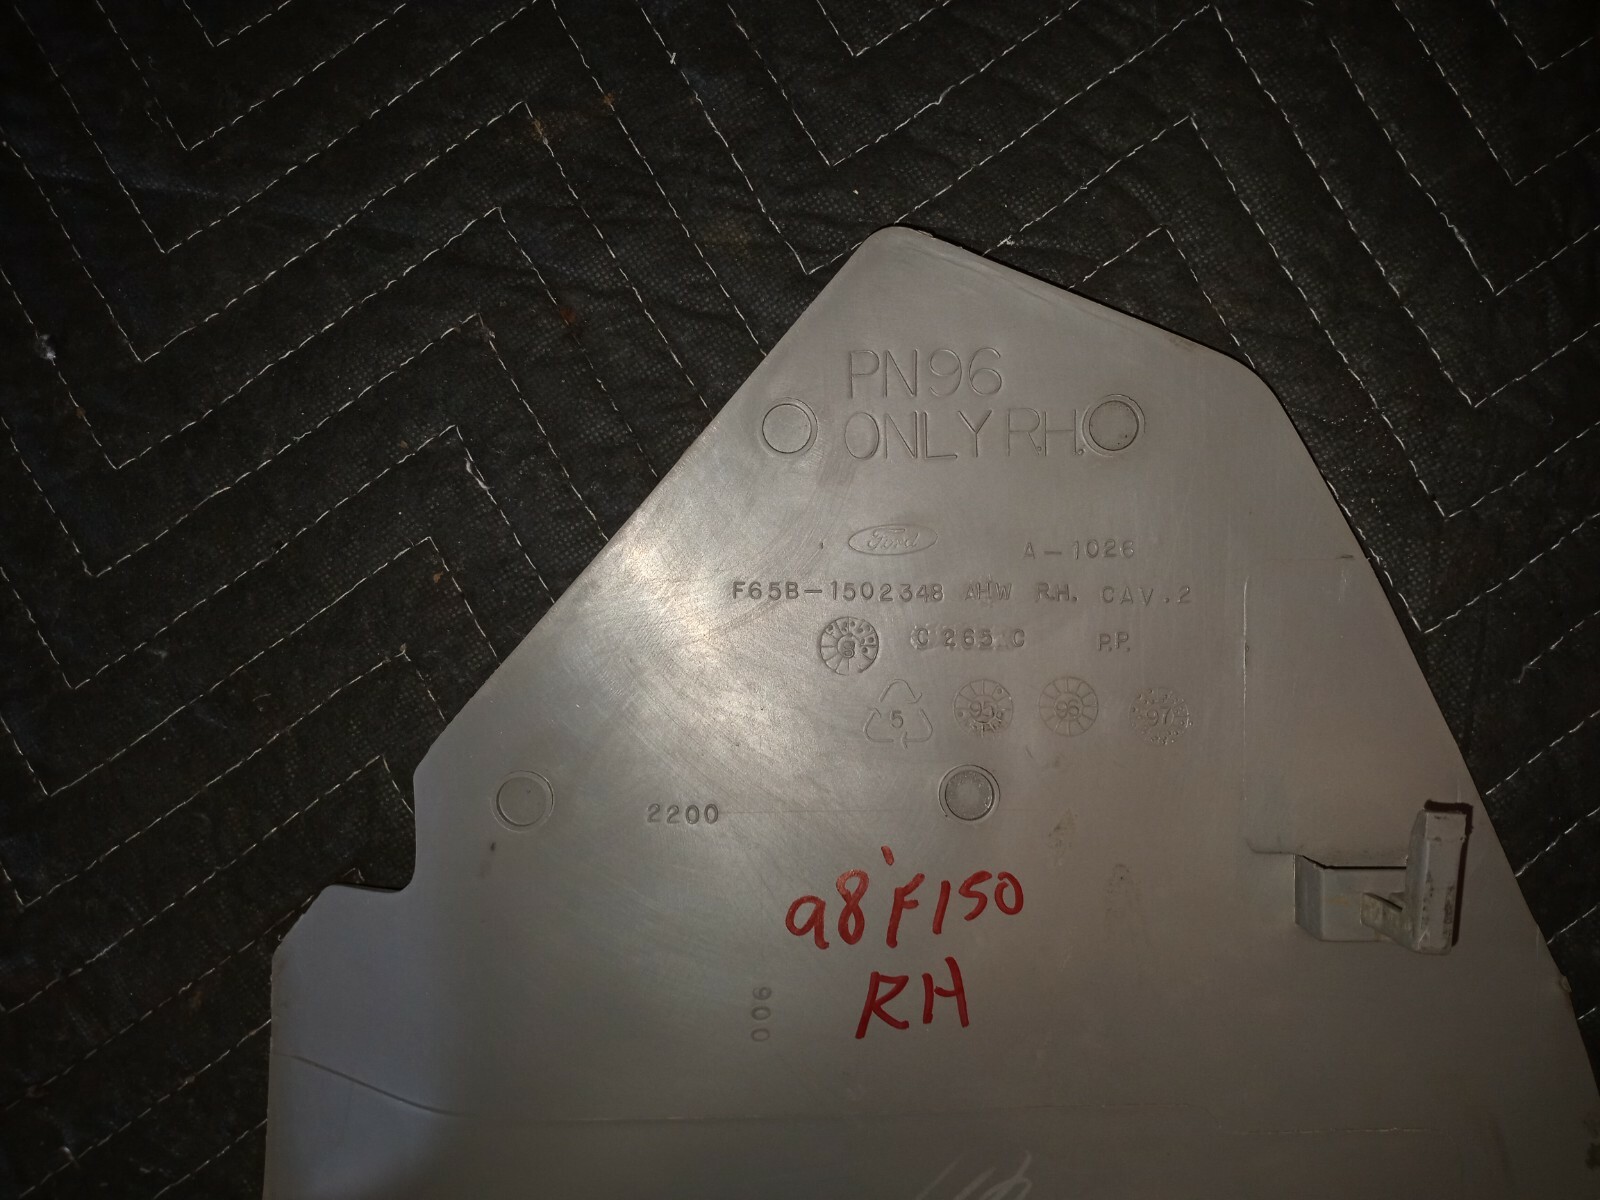 PN96
ONLY R.H.
Ford
A-1026
F65B-1502348 AHW R.H. CAV.2
C 265 C P.P.
5 95 96 97
2200
98 F150
RH
006